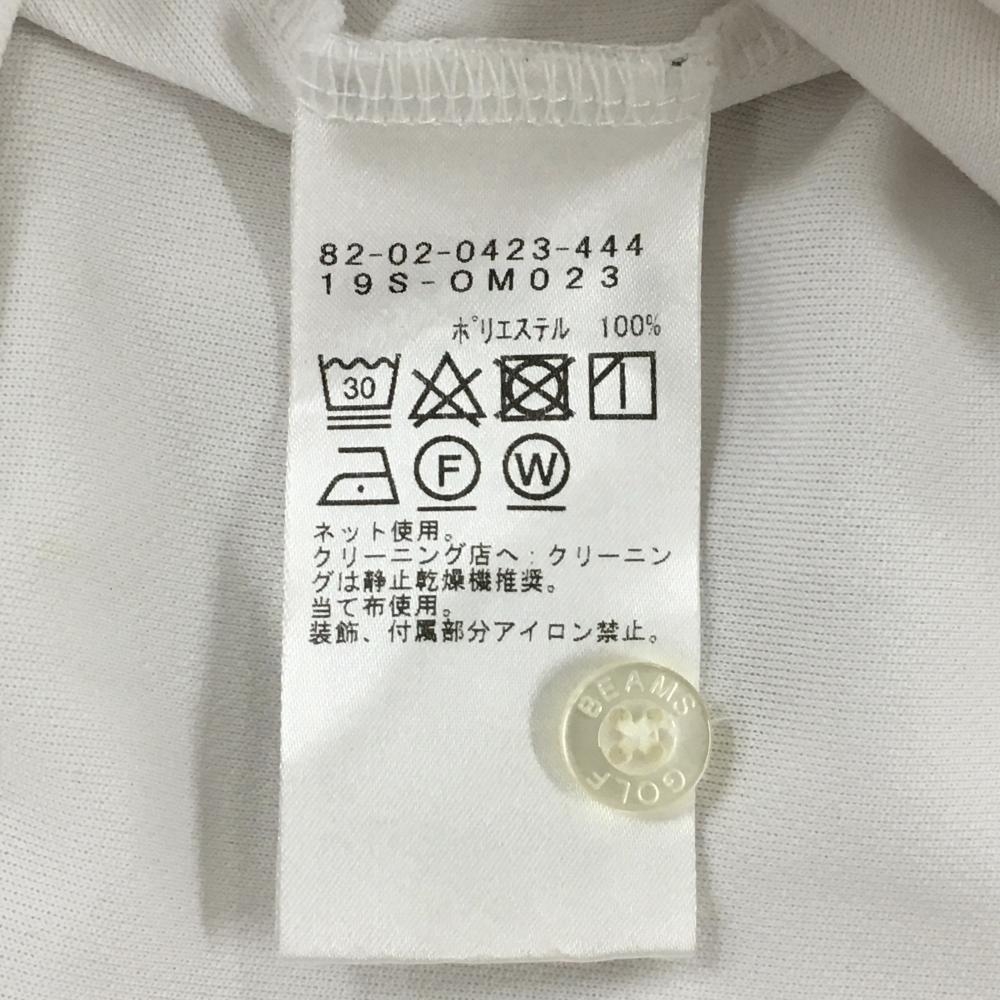 82-02-0423-444
19S-OM023
ポリエステル 100%
30
F W
ネット使用。
クリーニング店へ:クリーニン
グは静止乾燥機推奨。
当て布使用。
装飾、付属部分アイロン禁止。
BEAMS
GOLF